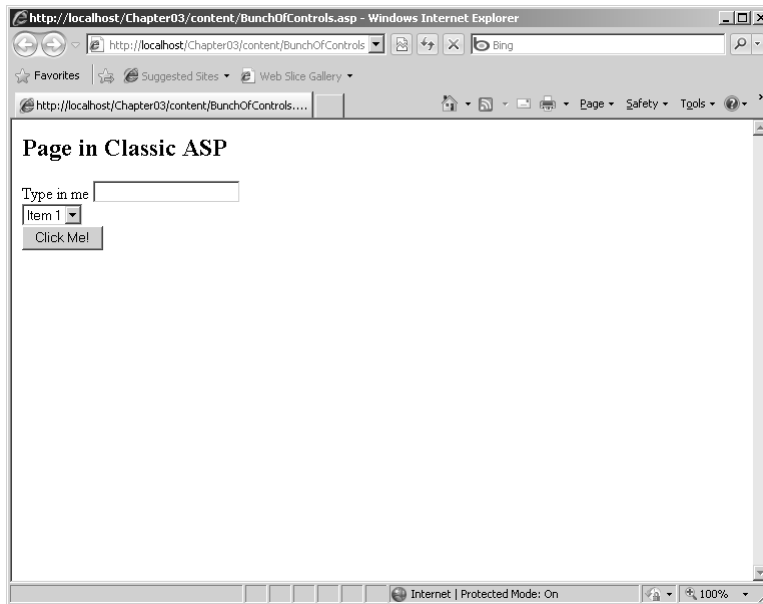 http://localhost/Chapter03/content/BunchOfControls.asp - Windows Internet Explorer
http://localhost/Chapter03/content/BunchOfControls
Bing
Favorites Suggested Sites Web Slice Gallery
http://localhost/Chapter03/content/BunchOfControls....
Page Safety Tools
Page in Classic ASP
Type in me
Item 1
Click Me!
Internet | Protected Mode: On
100%